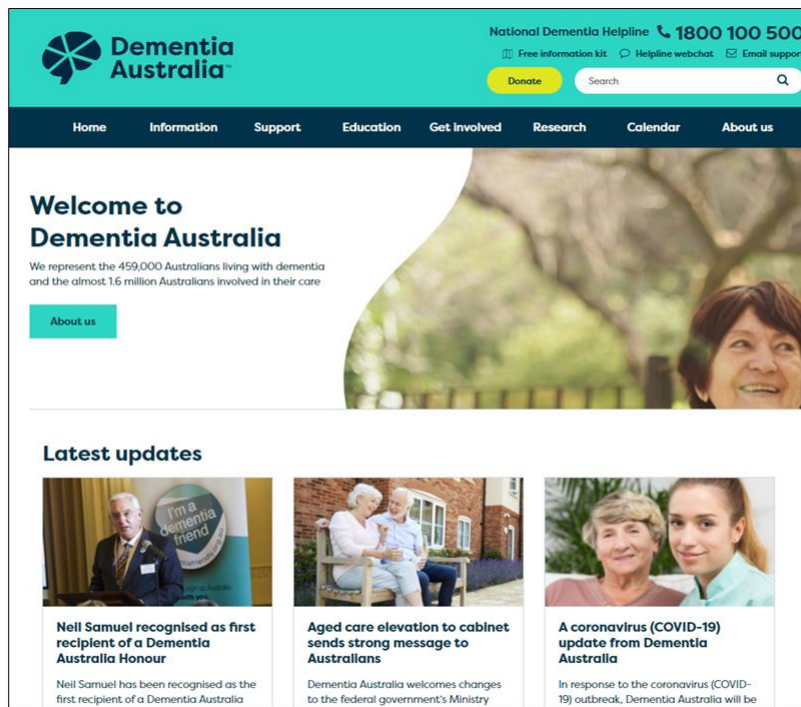 Dementia
Australia™
National Dementia Helpline 1800 100 500
Free information kit Helpline webchat Email support
Donate Search
Home Information Support Education Get involved Research Calendar About us
Welcome to
Dementia Australia
We represent the 459,000 Australians living with dementia
and the almost 1.6 million Australians involved in their care
About us
Latest updates
I'm a
dementia
friend
Neil Samuel recognised as first
recipient of a Dementia
Australia Honour
Neil Samuel has been recognised as the
first recipient of a Dementia Australia
Aged care elevation to cabinet
sends strong message to
Australians
Dementia Australia welcomes changes
to the federal government's Ministry
A coronavirus (COVID-19)
update from Dementia
Australia
In response to the coronavirus (COVID-
19) outbreak, Dementia Australia will be